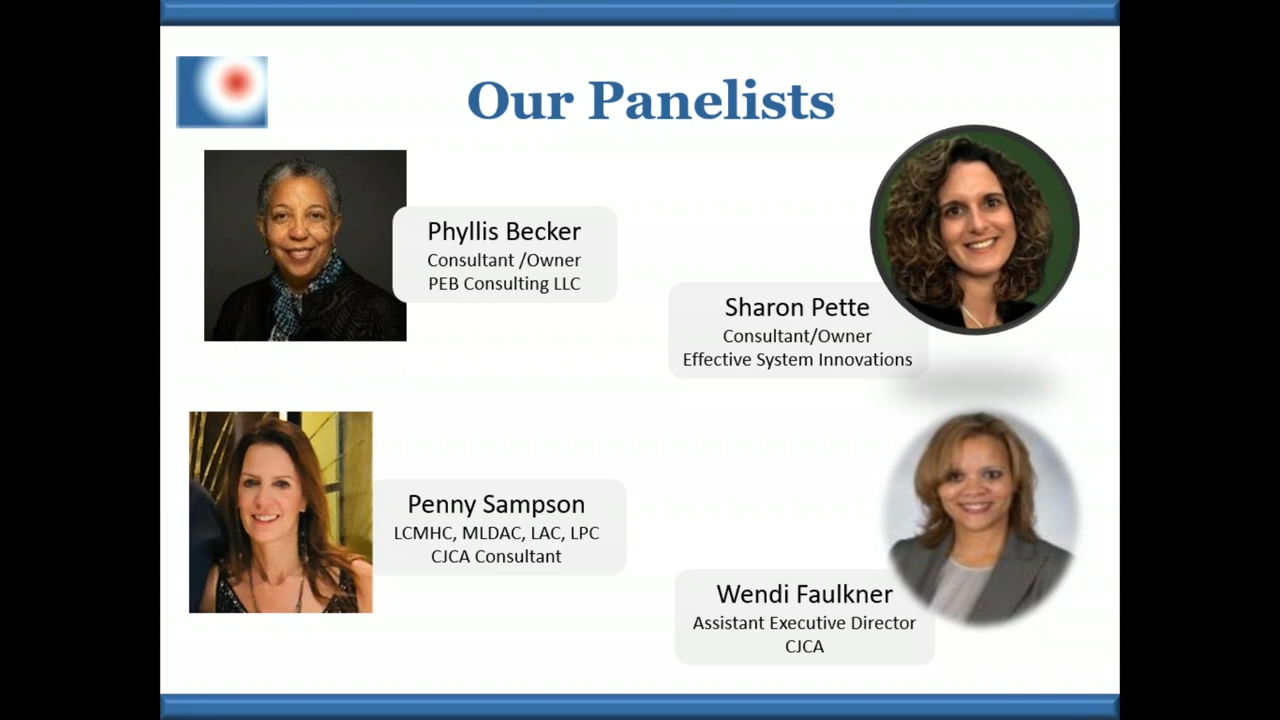 Our Panelists
Phyllis Becker
Consultant /Owner
PEB Consulting LLC
Sharon Pette
Consultant/Owner
Effective System Innovations
Penny Sampson
LCMHC, MLDAC, LAC, LPC
CJCA Consultant
Wendi Faulkner
Assistant Executive Director
CJCA